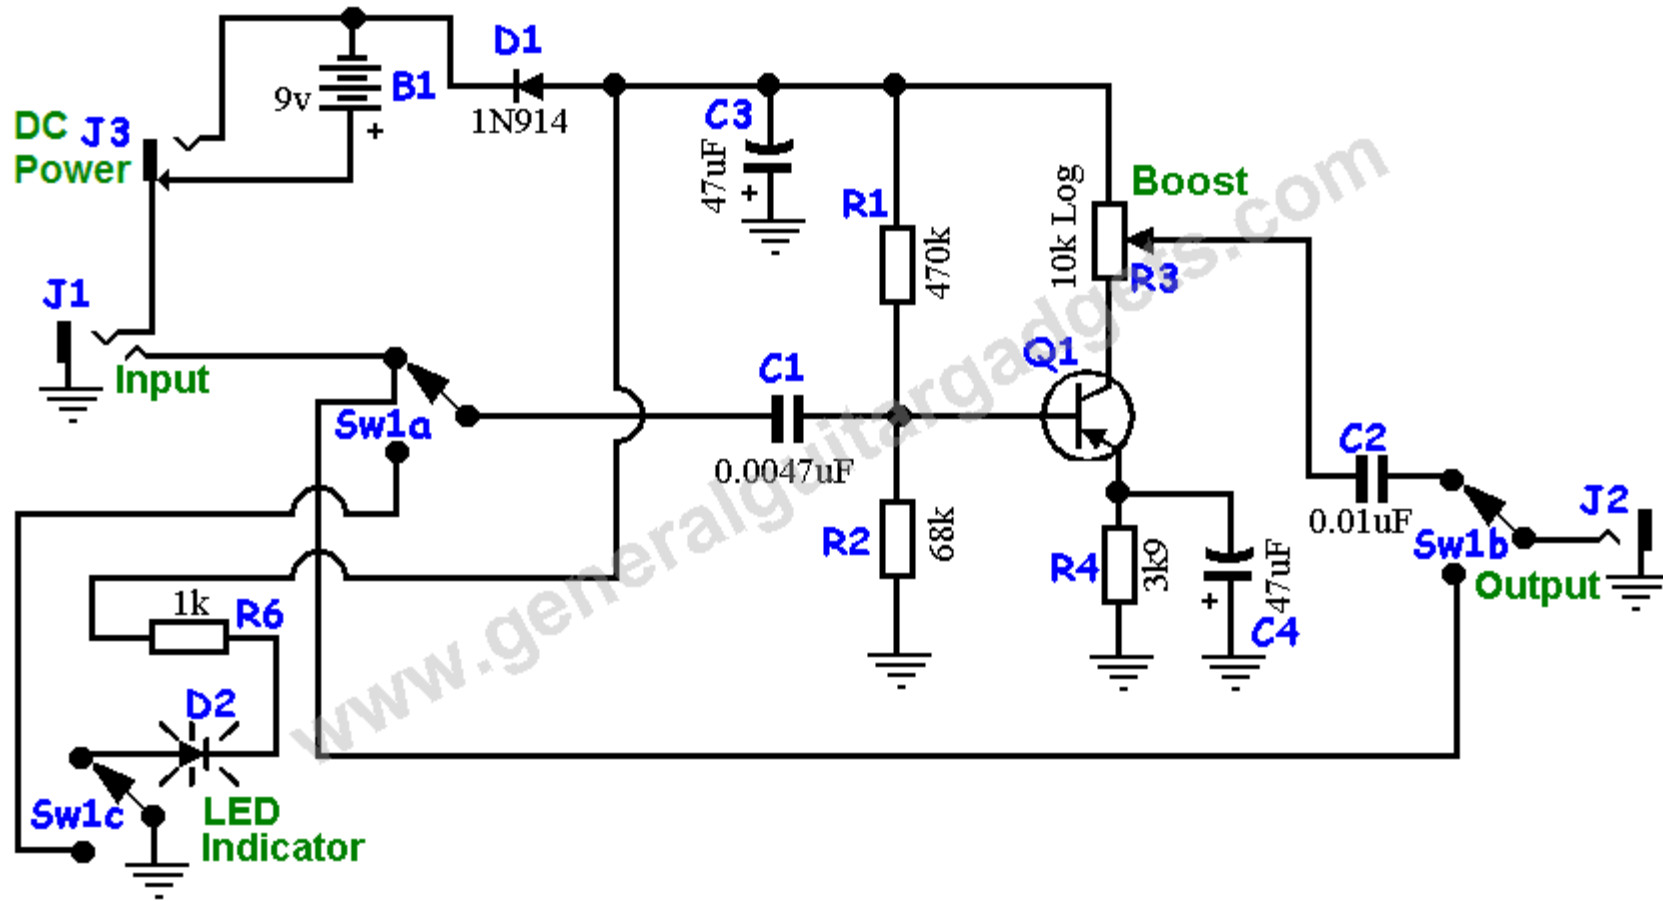 D1
B1
9v
+
1N914
DC
Power
J3
C3
47uF
+
R1
470k
Boost
10k Log
R3
J1
Input
Sw1a
C1
0.0047uF
Q1
C2
0.01uF
J2
Sw1b
Output
R2
68k
R4
3k9
47uF
+
C4
1k
R6
D2
Sw1c
LED
Indicator
www.generalguitargadgets.com